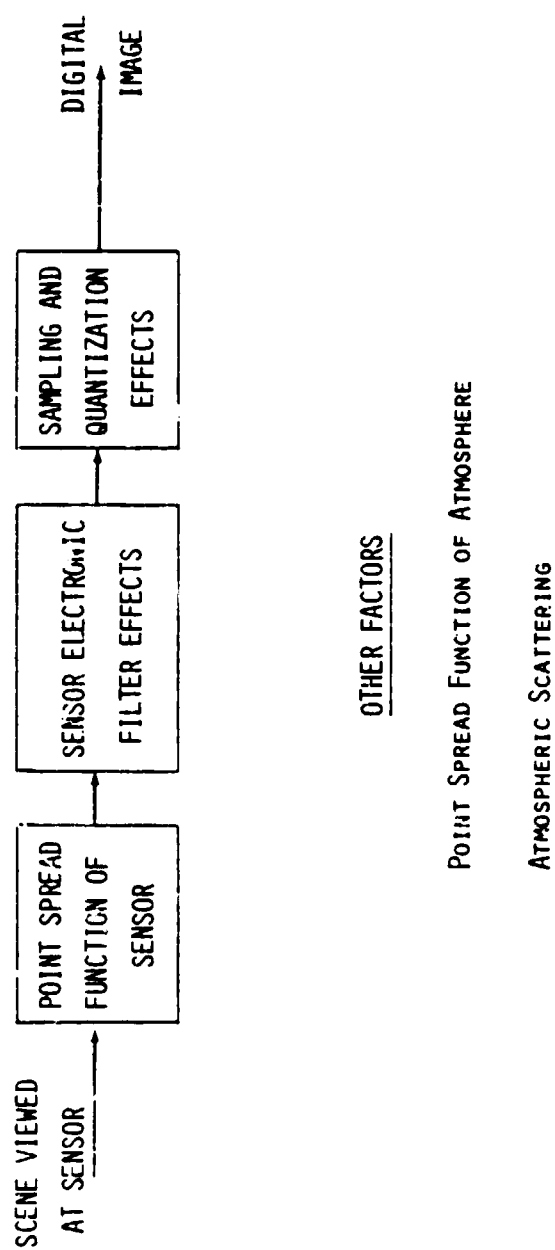 SCENE VIEWED
AT SENSOR
POINT SPREAD
FUNCTION OF
SENSOR
SENSOR ELECTRONIC
FILTER EFFECTS
SAMPLING AND
QUANTIZATION
EFFECTS
DIGITAL
IMAGE
OTHER FACTORS
POINT SPREAD FUNCTION OF ATMOSPHERE
ATMOSPHERIC SCATTERING